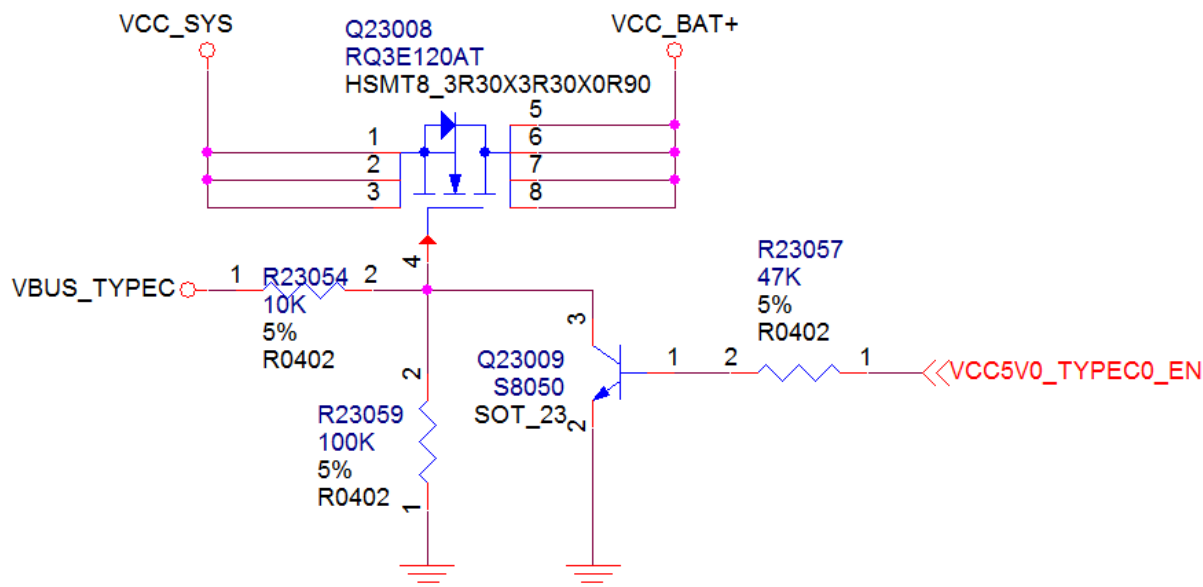 VCC_SYS
Q23008
RQ3E120AT
HSMT8_3R30X3R30X0R90
VCC_BAT+
1
2
3
5
6
7
8
4
VBUS_TYPEC
1
R23054
2
10K
5%
R0402
R23057
47K
5%
R0402
3
Q23009
S8050
SOT_23
1
2
1
VCC5V0_TYPEC0_EN
2
2
R23059
100K
5%
R0402
1